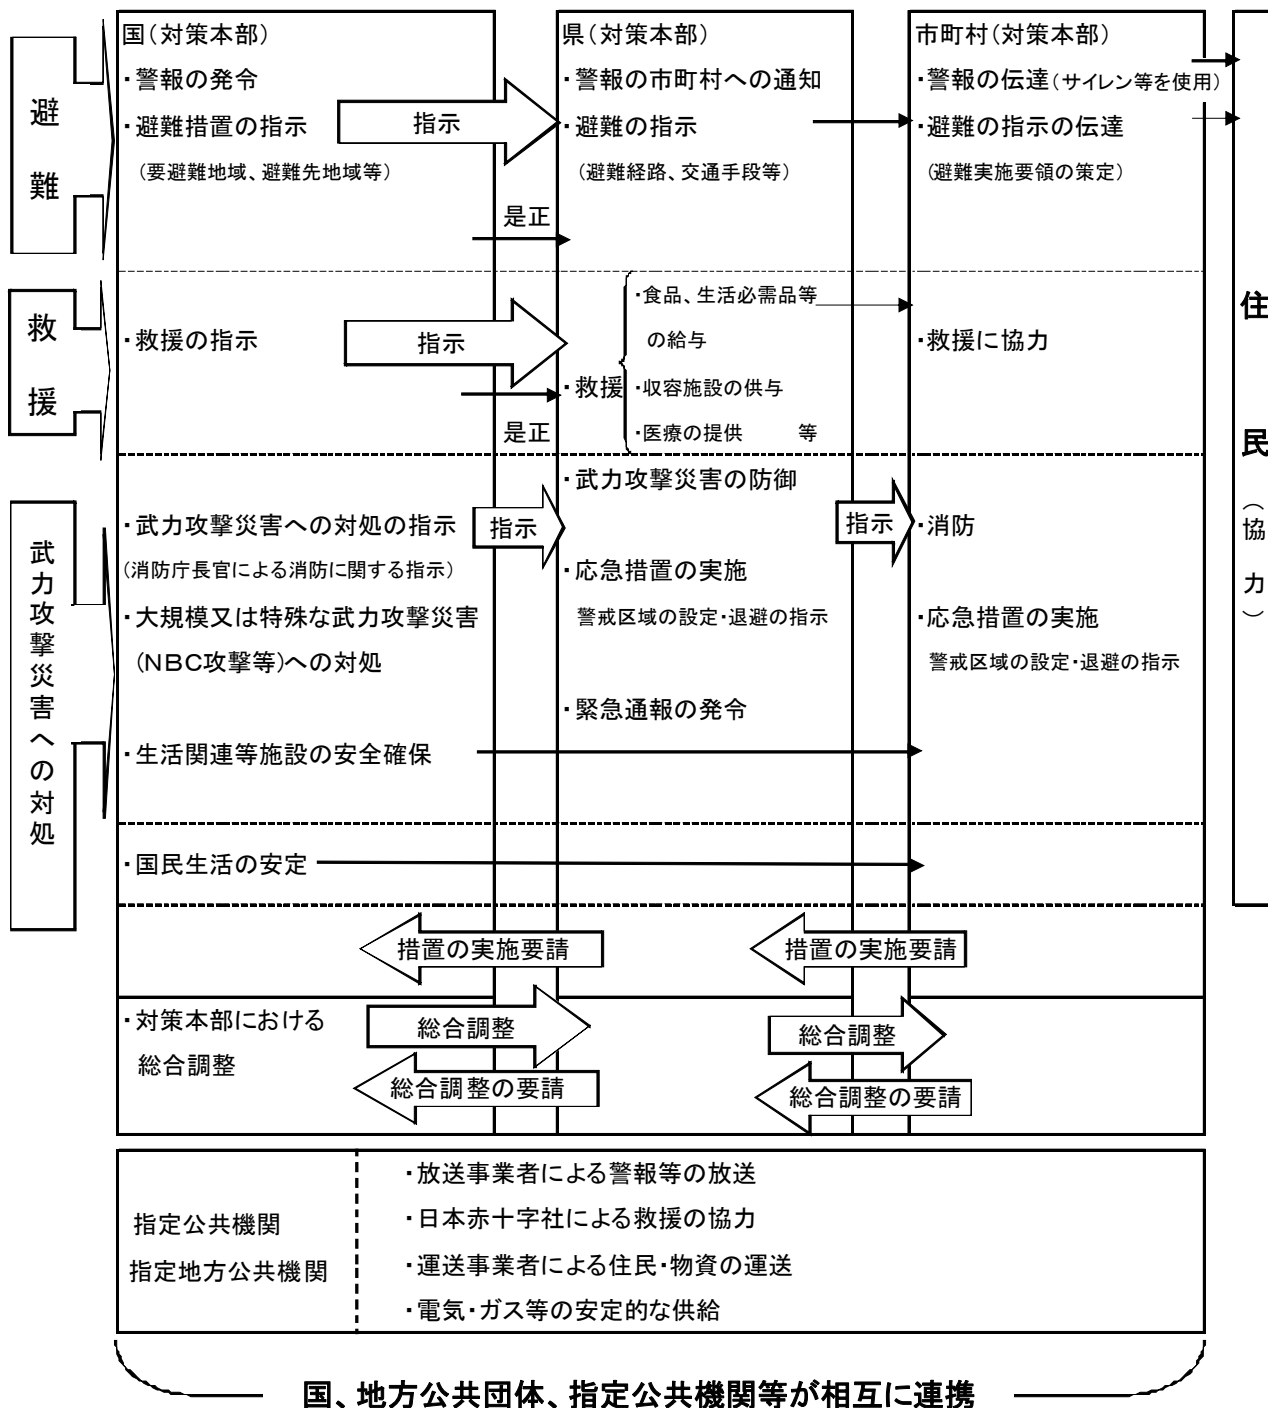 避難
国(対策本部)
・警報の発令
・避難措置の指示
(要避難地域、避難先地域等)
指示
是正
県(対策本部)
・警報の市町村への通知
・避難の指示
(避難経路、交通手段等)
市町村(対策本部)
・警報の伝達(サイレン等を使用)
・避難の指示の伝達
(避難実施要領の策定)
救援
・救援の指示
指示
是正
・救援
・食品、生活必需品等
の給与
・収容施設の供与
・医療の提供 等
・救援に協力
武力攻撃災害への対処
・武力攻撃災害への対処の指示
(消防庁長官による消防に関する指示)
・大規模又は特殊な武力攻撃災害
(NBC攻撃等)への対処
・生活関連等施設の安全確保
指示
・武力攻撃災害の防御
・応急措置の実施
警戒区域の設定・退避の指示
・緊急通報の発令
指示
・消防
・応急措置の実施
警戒区域の設定・退避の指示
・国民生活の安定
措置の実施要請
措置の実施要請
・対策本部における
総合調整
総合調整
総合調整の要請
総合調整
総合調整の要請
住民(協力)
指定公共機関
指定地方公共機関
・放送事業者による警報等の放送
・日本赤十字社による救援の協力
・運送事業者による住民・物資の運送
・電気・ガス等の安定的な供給
国、地方公共団体、指定公共機関等が相互に連携